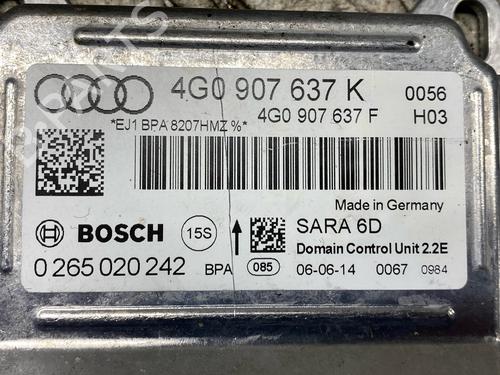 4G0 907 637 K 0056
*EJ1 BPA 8207HMZ %* 4G0 907 637 F H03
Made in Germany
BOSCH 15S SARA 6D
Domain Control Unit 2.2E
0 265 020 242 BPA 085 06-06-14 0067 0984